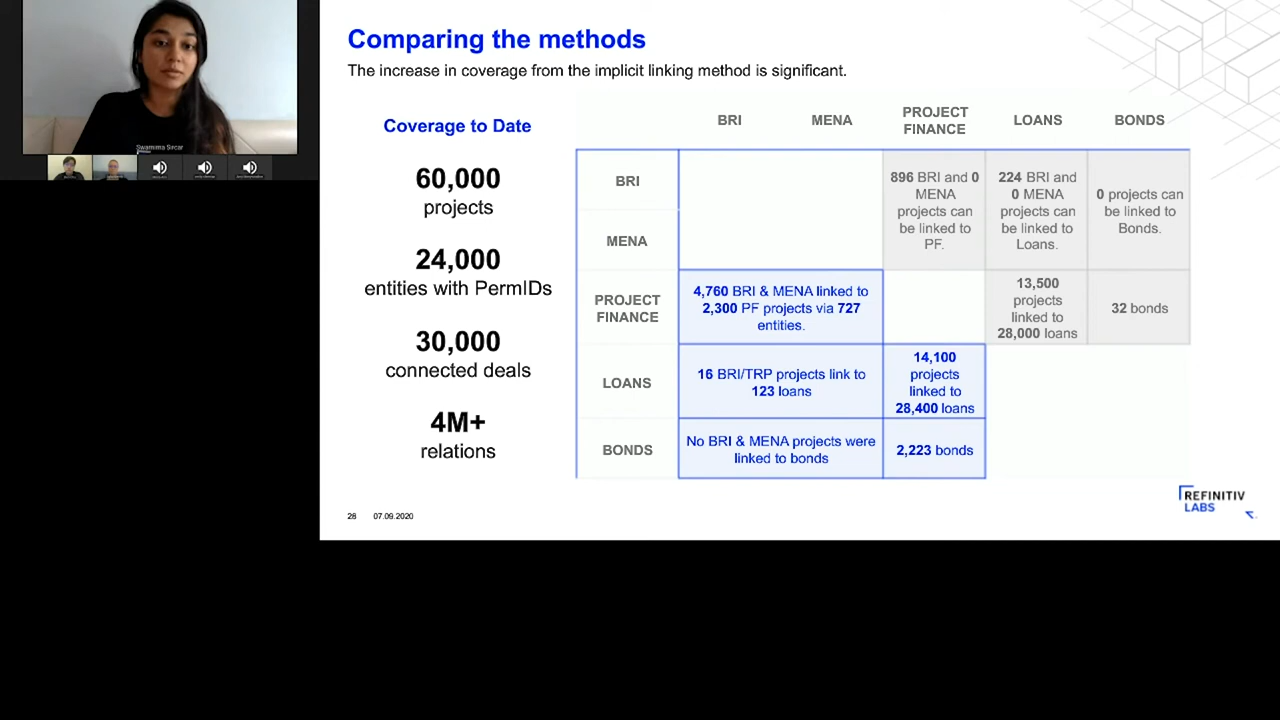 Swarnima Sircar
Comparing the methods
The increase in coverage from the implicit linking method is significant.
Coverage to Date
60,000
projects
24,000
entities with PermIDs
30,000
connected deals
4M+
relations
BRI
MENA
PROJECT
FINANCE
LOANS
BONDS
BRI
896 BRI and 0
MENA
projects can
be linked to
PF.
224 BRI and
0 MENA
projects can
be linked to
Loans.
0 projects can
be linked to
Bonds.
MENA
PROJECT
FINANCE
4,760 BRI & MENA linked to
2,300 PF projects via 727
entities.
13,500
projects
linked to
28,000 loans
32 bonds
LOANS
16 BRI/TRP projects link to
123 loans
14,100
projects
linked to
28,400 loans
BONDS
No BRI & MENA projects were
linked to bonds
2,223 bonds
28 07.09.2020
REFINITIV
LABS